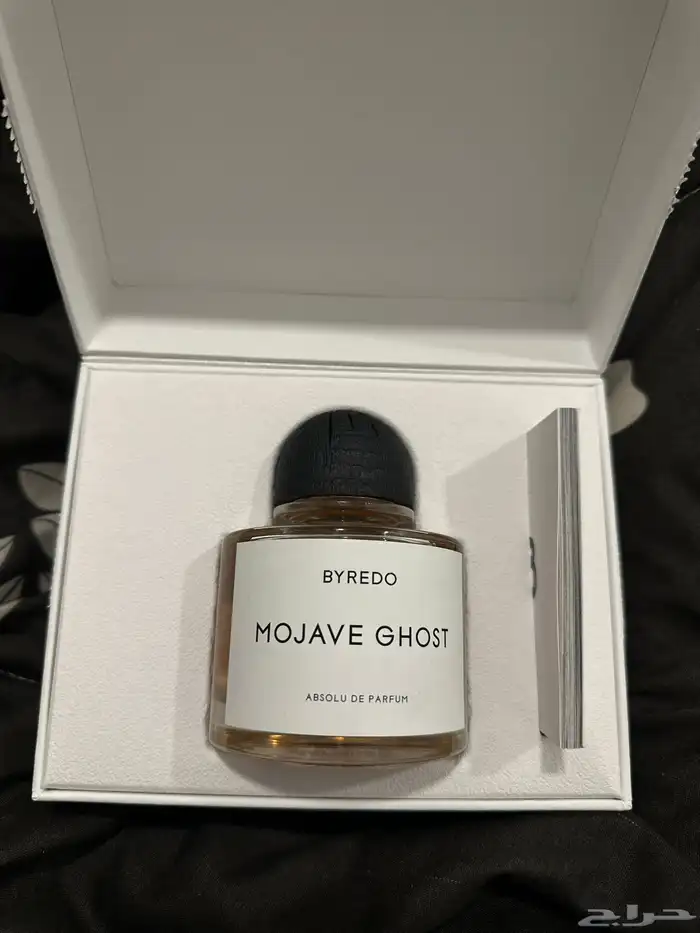 BYREDO
MOJAVE GHOST
ABSOLU DE PARFUM
حراج